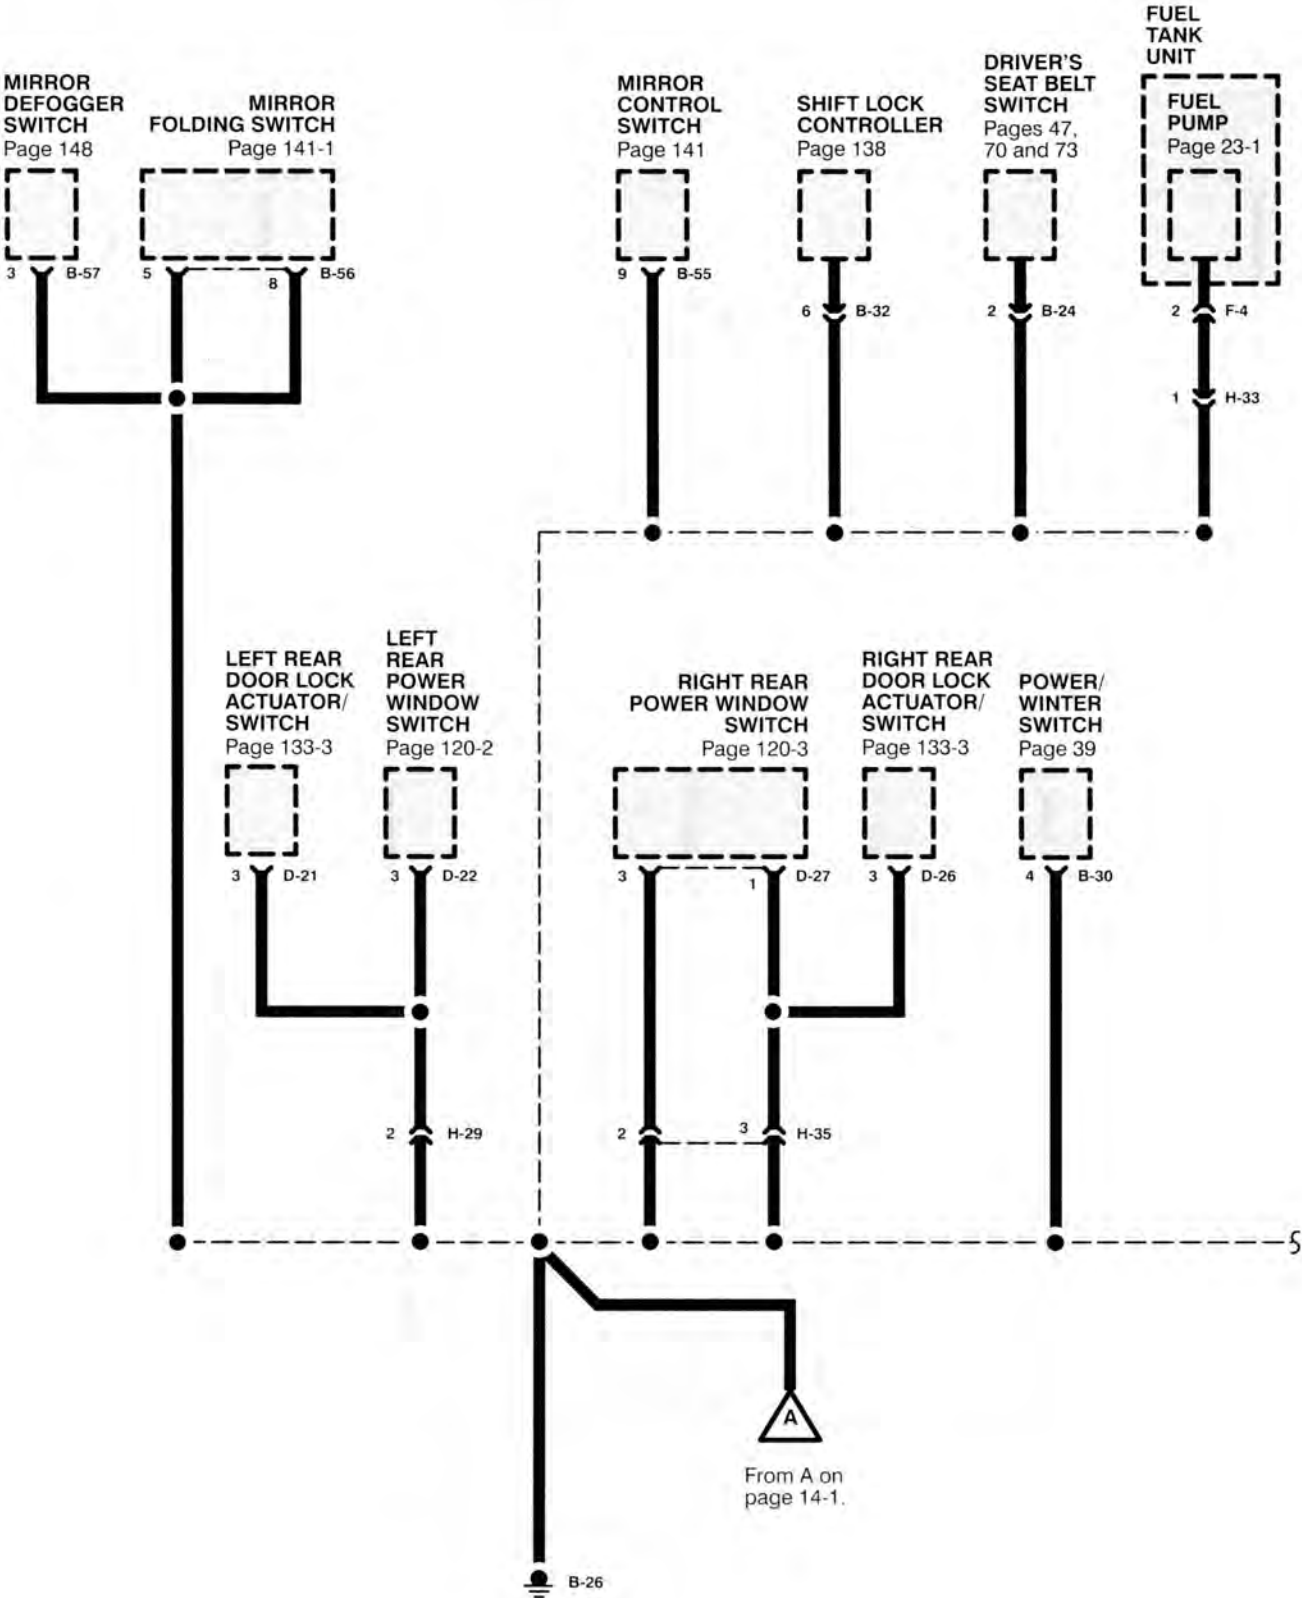 MIRROR
DEFOGGER
SWITCH
Page 148
MIRROR
FOLDING SWITCH
Page 141-1
MIRROR
CONTROL
SWITCH
Page 141
SHIFT LOCK
CONTROLLER
Page 138
DRIVER'S
SEAT BELT
SWITCH
Pages 47,
70 and 73
FUEL
TANK
UNIT
FUEL
PUMP
Page 23-1
3 B-57
5
8
B-56
9 B-55
6 B-32
2 B-24
2 F-4
1 H-33
LEFT REAR
DOOR LOCK
ACTUATOR/
SWITCH
Page 133-3
LEFT
REAR
POWER
WINDOW
SWITCH
Page 120-2
RIGHT REAR
POWER WINDOW
SWITCH
Page 120-3
RIGHT REAR
DOOR LOCK
ACTUATOR/
SWITCH
Page 133-3
POWER/
WINTER
SWITCH
Page 39
3 D-21
3 D-22
3
1
D-27
3 D-26
4 B-30
2 H-29
2
3 H-35
A
From A on
page 14-1.
B-26